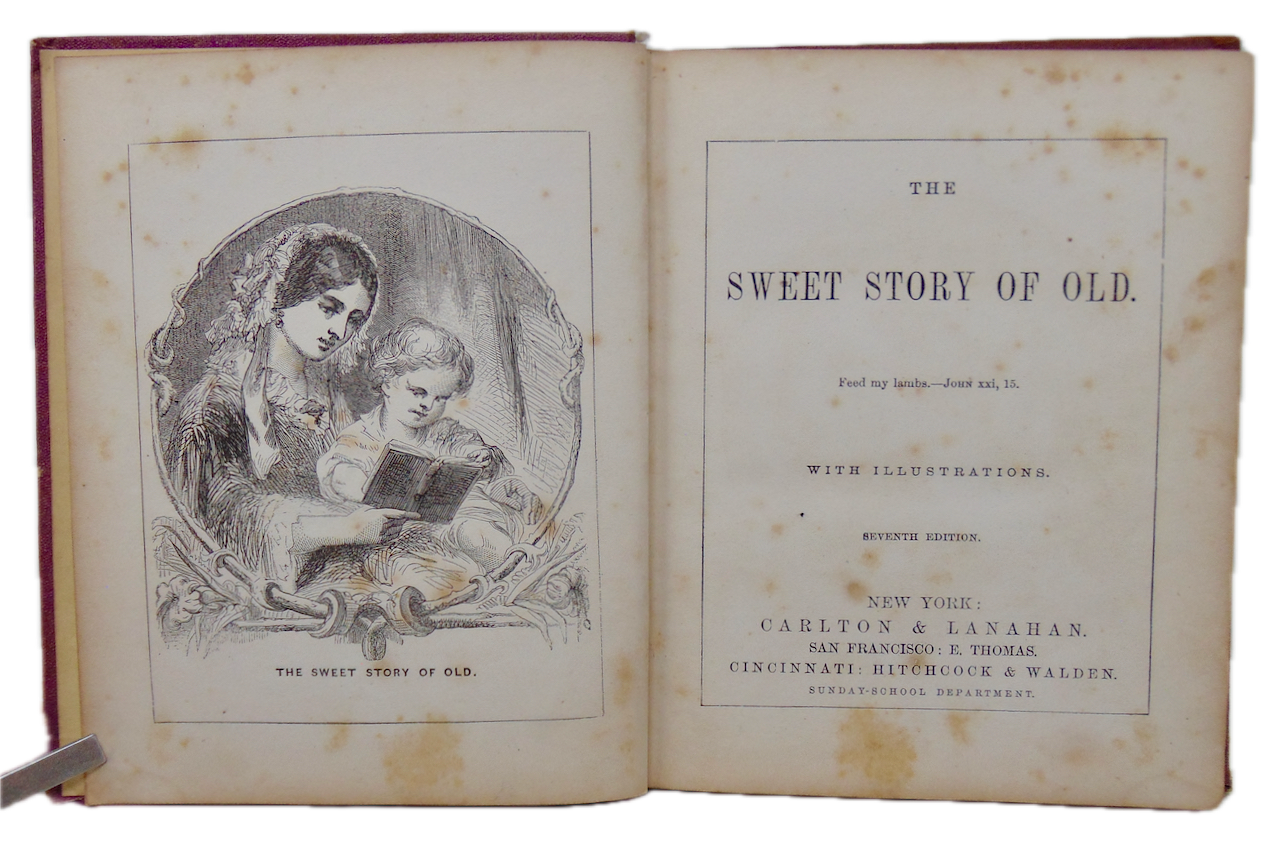 THE SWEET STORY OF OLD.
THE
SWEET STORY OF OLD.
Feed my lambs.—JOHN xxi, 15.
WITH ILLUSTRATIONS.
SEVENTH EDITION.
NEW YORK:
CARLTON & LANAHAN.
SAN FRANCISCO: E. THOMAS.
CINCINNATI: HITCHCOCK & WALDEN.
SUNDAY-SCHOOL DEPARTMENT.